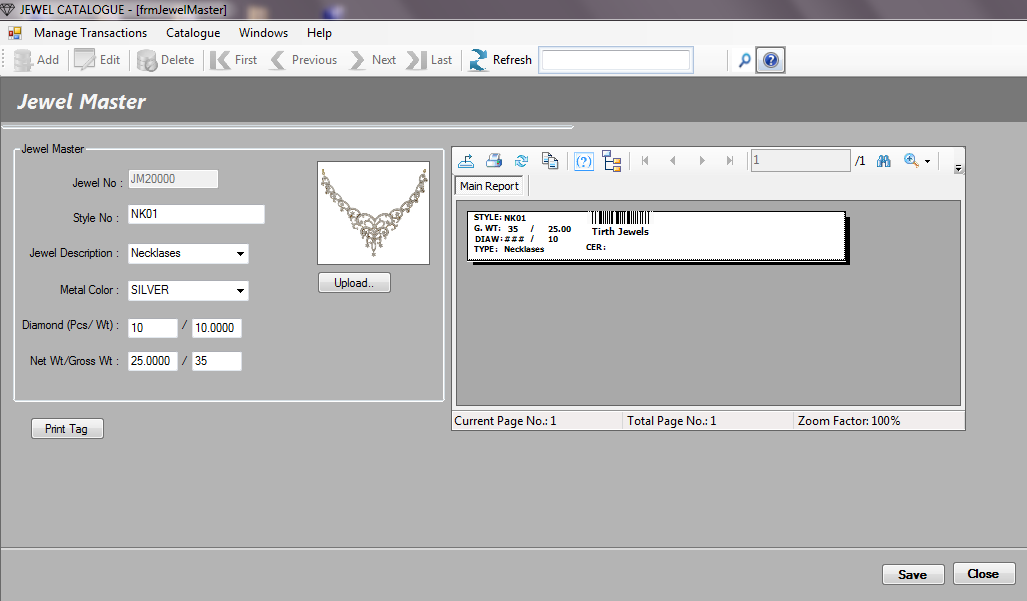 JEWEL CATALOGUE - [frmJewelMaster]
Manage Transactions Catalogue Windows Help
Add Edit Delete First Previous Next Last Refresh
Jewel Master
Jewel Master
Jewel No : JM20000
Style No : NK01
Jewel Description : Necklases
Metal Color : SILVER
Diamond (Pcs/ Wt) : 10 / 10.0000
Net Wt/Gross Wt : 25.0000 / 35
Upload..
Print Tag
1 /1
Main Report
STYLE: NK01
G. WT: 35 / 25.00 Tirth Jewels
DIAW:### / 10
TYPE: Necklases CER:
Current Page No.: 1 Total Page No.: 1 Zoom Factor: 100%
Save Close